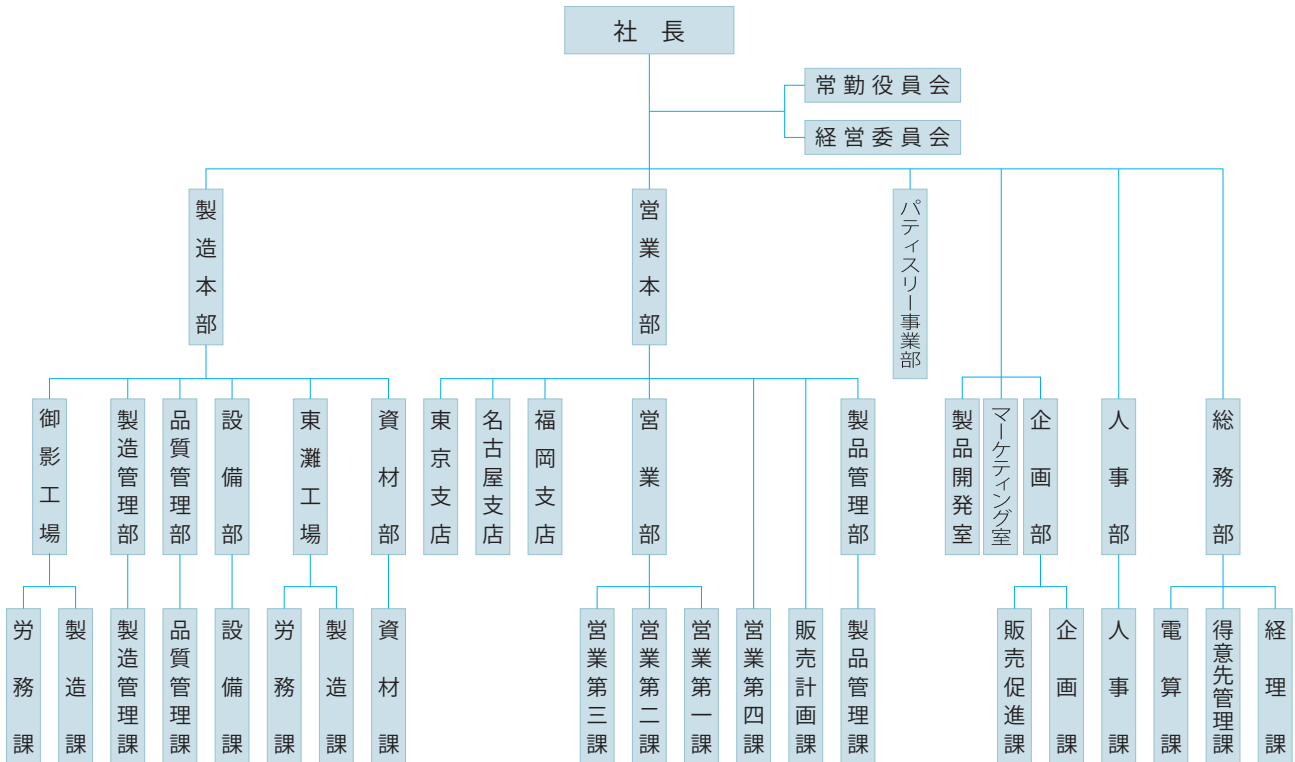 社長
常勤役員会
経営委員会
製造本部
営業本部
パティスリー事業部
御影工場
製造管理部
品質管理部
設備部
東灘工場
資材部
東京支店
名古屋支店
福岡支店
営業部
製品管理部
製品開発室
マーケティング室
企画部
人事部
総務部
労務課
製造課
製造管理課
品質管理課
設備課
労務課
製造課
資材課
営業第三課
営業第二課
営業第一課
営業第四課
販売計画課
製品管理課
販売促進課
企画課
人事課
電算課
得意先管理課
経理課